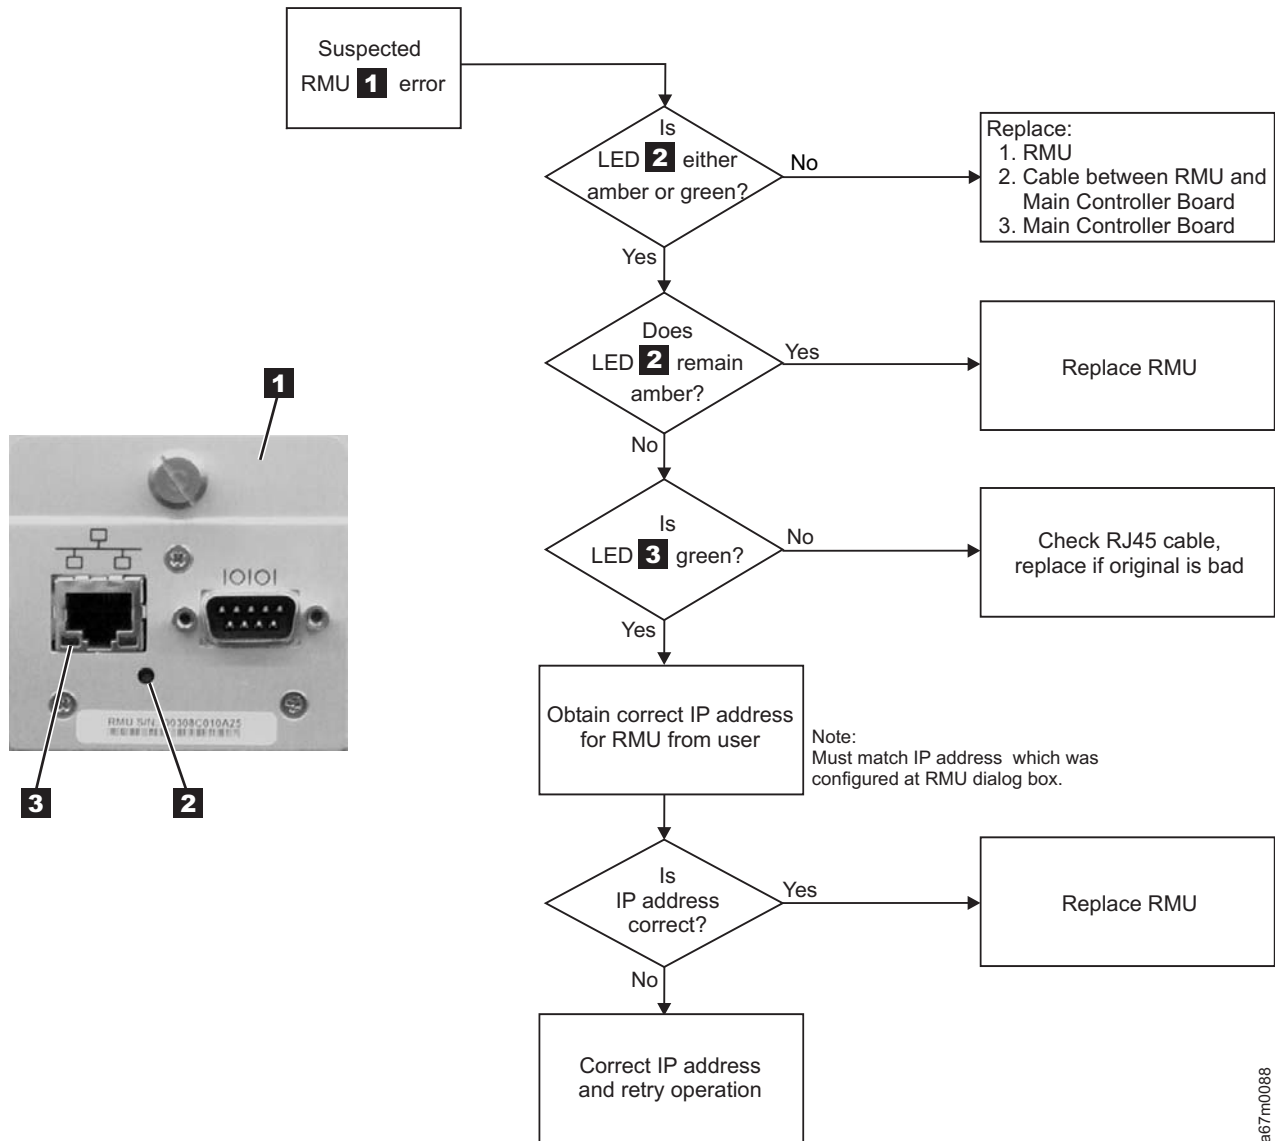 Suspected
RMU 1 error
Is
LED 2 either
amber or green?
No
Replace:
1. RMU
2. Cable between RMU and
Main Controller Board
3. Main Controller Board
Yes
Does
LED 2 remain
amber?
Yes
Replace RMU
No
Is
LED 3 green?
No
Check RJ45 cable,
replace if original is bad
Yes
Obtain correct IP address
for RMU from user
Note:
Must match IP address which was
configured at RMU dialog box.
Is
IP address
correct?
Yes
Replace RMU
No
Correct IP address
and retry operation
1
IOIOI
RMU S/N: 00308C010A25
3
2
a67m0088